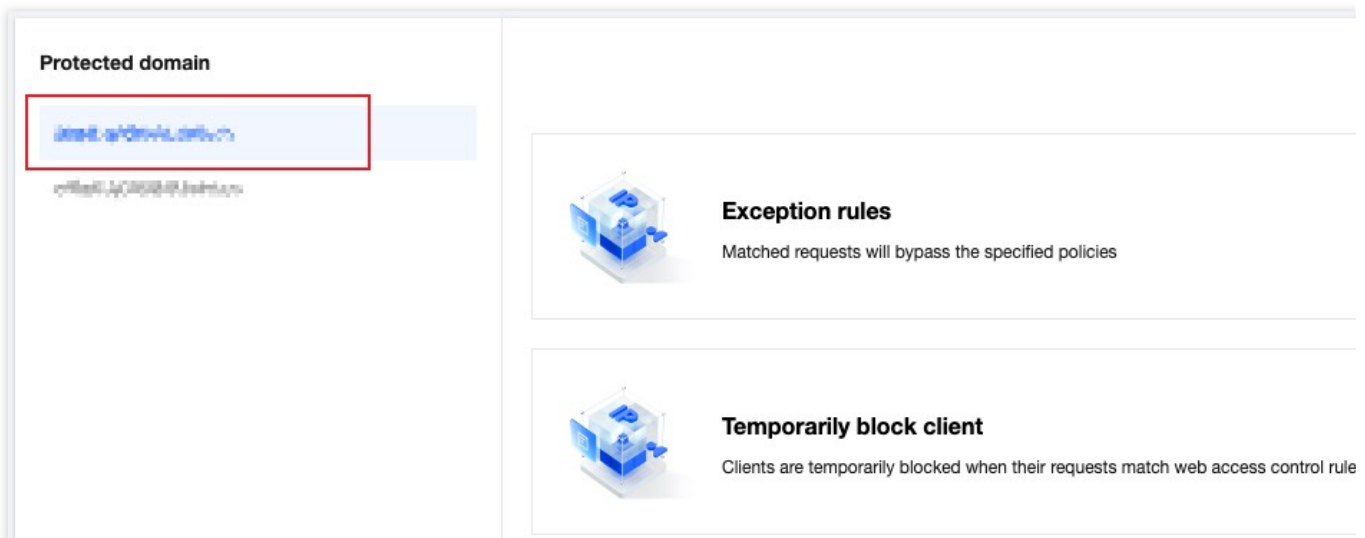 Protected domain
Exception rules
Matched requests will bypass the specified policies
Temporarily block client
Clients are temporarily blocked when their requests match web access control rule